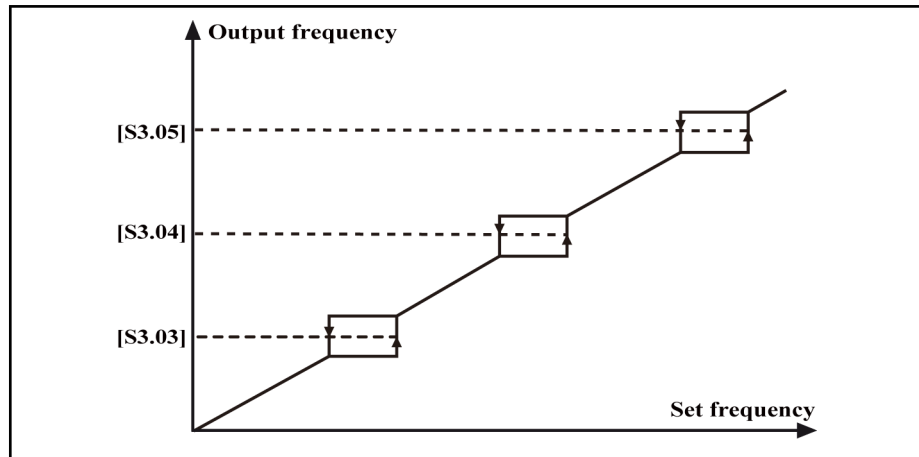 Output frequency
[S3.05]
[S3.04]
[S3.03]
Set frequency